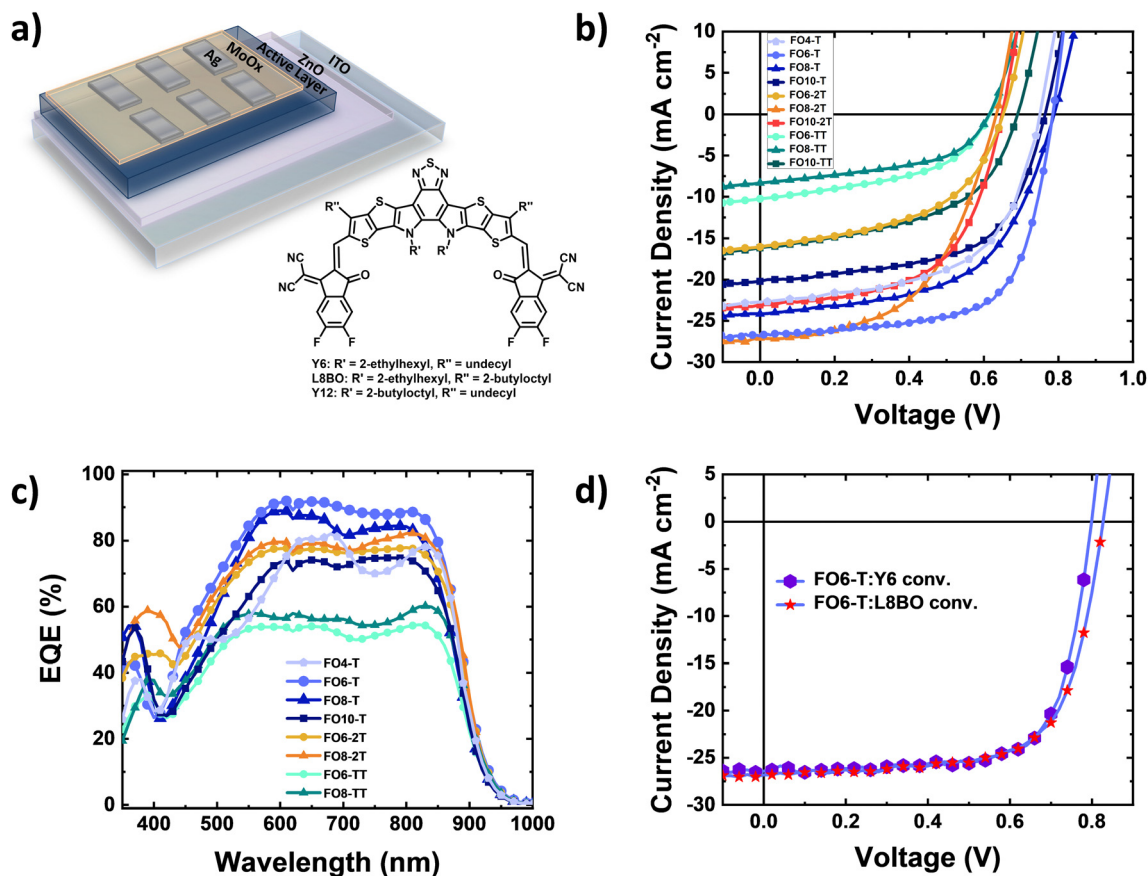 a)
Ag
MoOx
Active Layer
ZnO
ITO
S
N N
R" R"
S S
S N N S
R' R'
NC CN
NC O O CN
F F F F
Y6: R' = 2-ethylhexyl, R" = undecyl
L8BO: R' = 2-ethylhexyl, R" = 2-butyloctyl
Y12: R' = 2-butyloctyl, R" = undecyl
b)
Current Density (mA cm-2)
10
5
0
-5
-10
-15
-20
-25
-30
FO4-T
FO6-T
FO8-T
FO10-T
FO6-2T
FO8-2T
FO10-2T
FO6-TT
FO8-TT
FO10-TT
0.0 0.2 0.4 0.6 0.8 1.0
Voltage (V)
c)
EQE (%)
100
80
60
40
20
0
FO4-T
FO6-T
FO8-T
FO10-T
FO6-2T
FO8-2T
FO6-TT
FO8-TT
400 500 600 700 800 900 1000
Wavelength (nm)
d)
Current Density (mA cm-2)
5
0
-5
-10
-15
-20
-25
-30
FO6-T:Y6 conv.
FO6-T:L8BO conv.
0.0 0.2 0.4 0.6 0.8
Voltage (V)